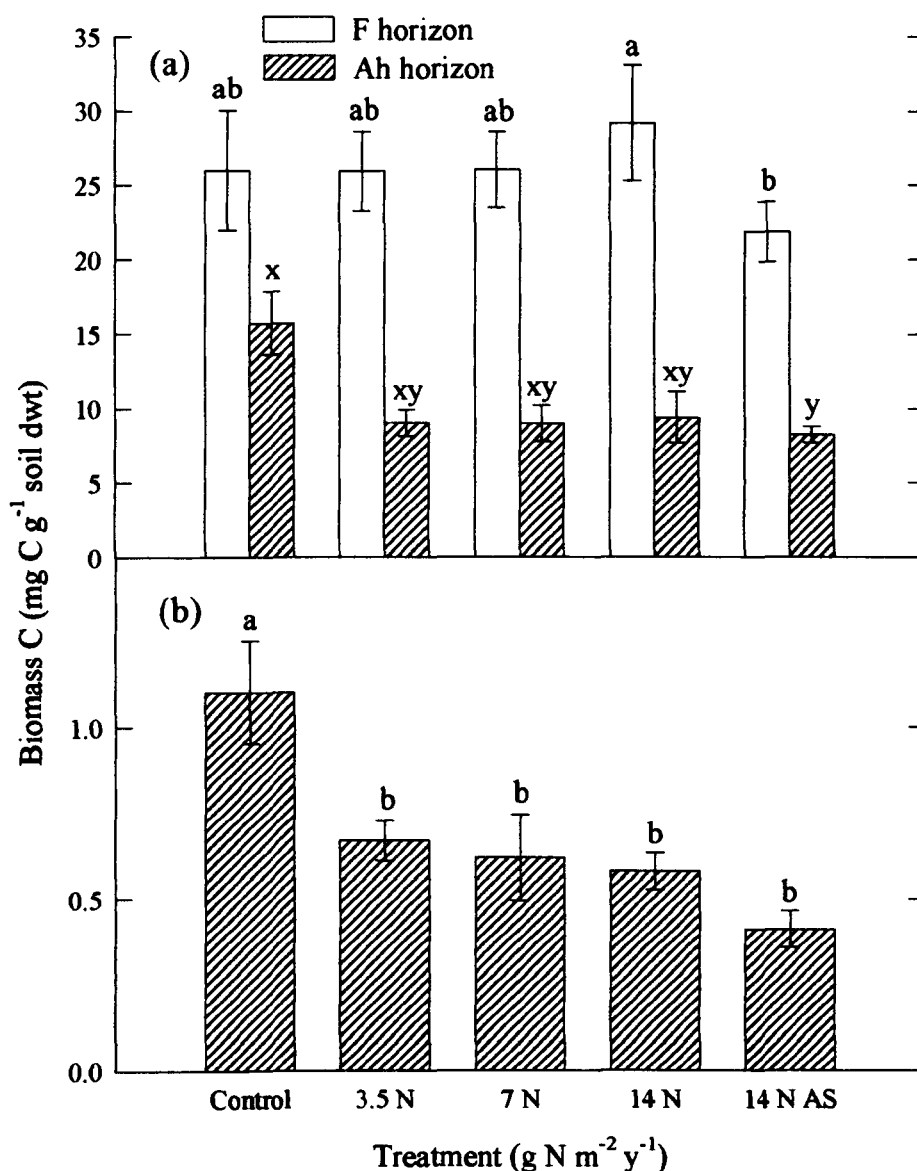 F horizon
Ah horizon
(a)
35
30
25
20
15
10
5
0
ab
ab
ab
a
b
x
xy
xy
xy
y
Biomass C (mg C g⁻¹ soil dwt)
(b)
1.0
0.5
0.0
a
b
b
b
b
Control 3.5 N 7 N 14 N 14 N AS
Treatment (g N m⁻² y⁻¹)